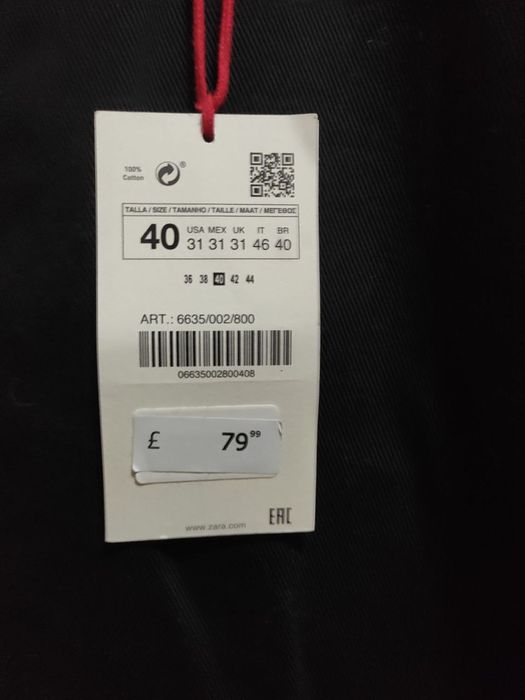 100%
Cotton
®
TALLA / SIZE / TAMANHO / TAILLE / MAAT / ΜΕΓΕΘΟΣ
40 USA 31 MEX 31 UK 31 IT 46 BR 40
36 38 40 42 44
ART.: 6635/002/800
06635002800408
£ 79 99
www.zara.com
EAC